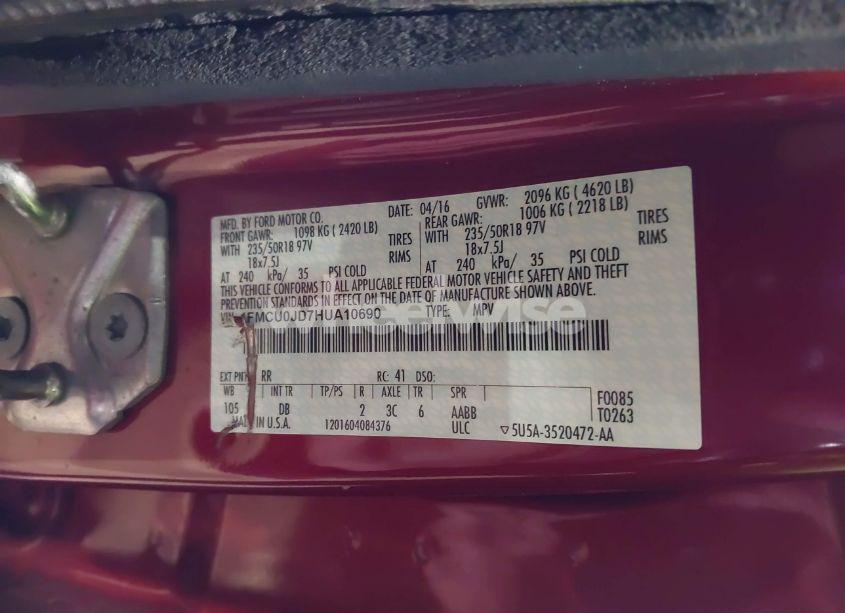 MFD. BY FORD MOTOR CO.
DATE: 04/16 GVWR: 2096 KG ( 4620 LB)
FRONT GAWR: 1098 KG ( 2420 LB)
REAR GAWR: 1006 KG ( 2218 LB)
WITH 235/50R18 97V TIRES
WITH 235/50R18 97V TIRES
18x7.5J RIMS
18x7.5J RIMS
AT 240 kPa/ 35 PSI COLD
AT 240 kPa/ 35 PSI COLD
THIS VEHICLE CONFORMS TO ALL APPLICABLE FEDERAL MOTOR VEHICLE SAFETY AND THEFT
PREVENTION STANDARDS IN EFFECT ON THE DATE OF MANUFACTURE SHOWN ABOVE.
FMCU0JD7HUA10690 TYPE: MPV
EXT PNT: RR RC: 41 DSO:
WB INT TR TP/PS R AXLE TR SPR F0085
105 DB 2 3C 6 AABB T0263
IN U.S.A. 1201604084376 ULC ▽5U5A-3520472-AA